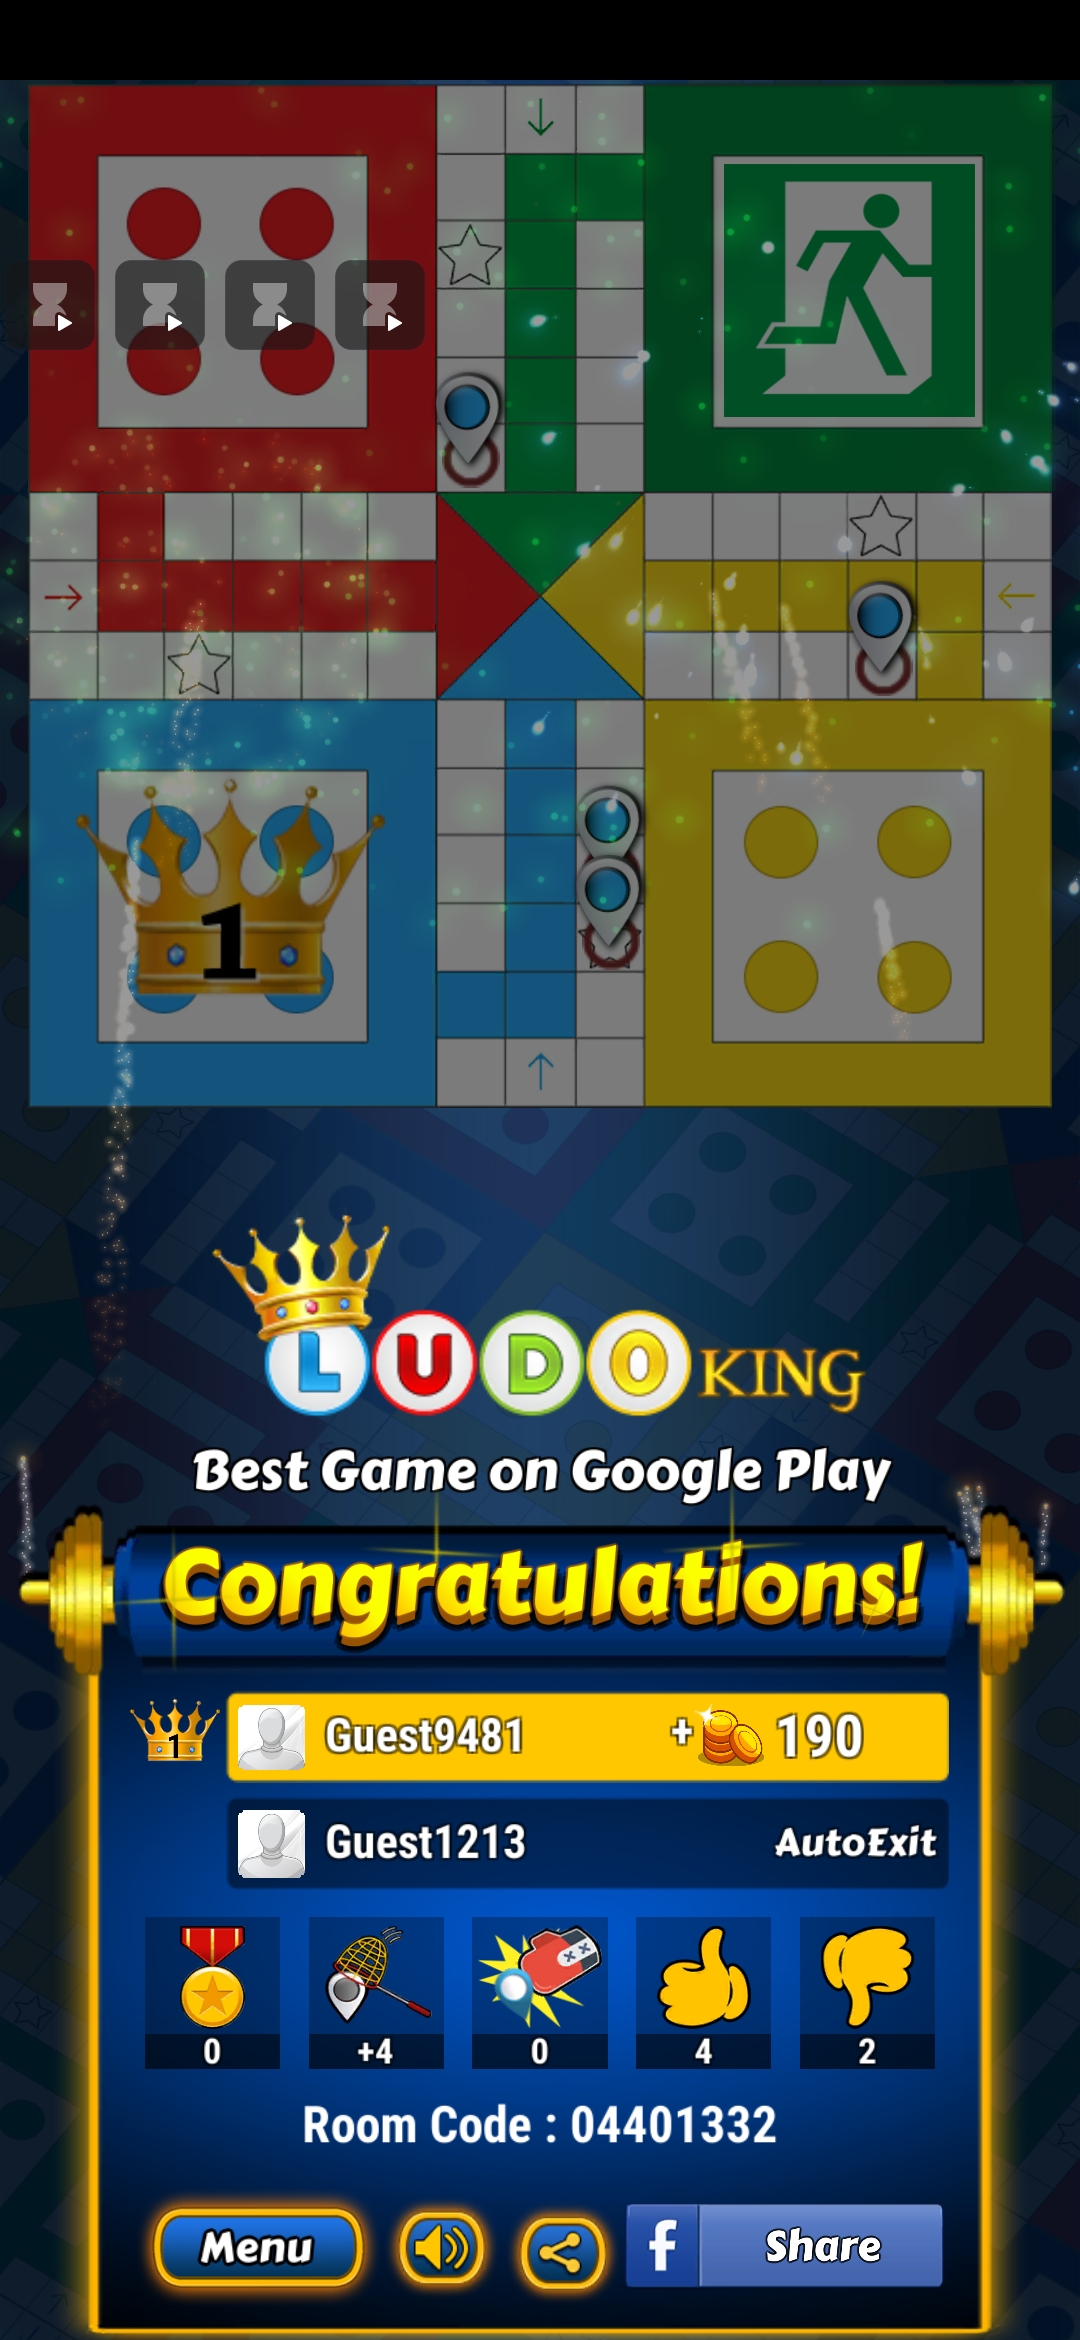 1
LUDO KING
Best Game on Google Play
Congratulations!
1 Guest9481 + 190
Guest1213 AutoExit
0 +4 0 4 2
Room Code : 04401332
Menu f Share